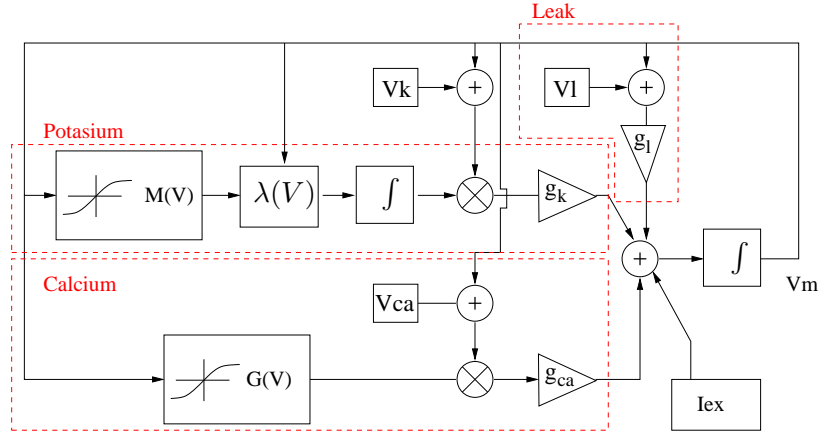 Leak
Vk
Vl
Potasium
g_l
M(V)
λ(V)
∫
g_k
Calcium
∫
Vm
Vca
G(V)
g_ca
Iex